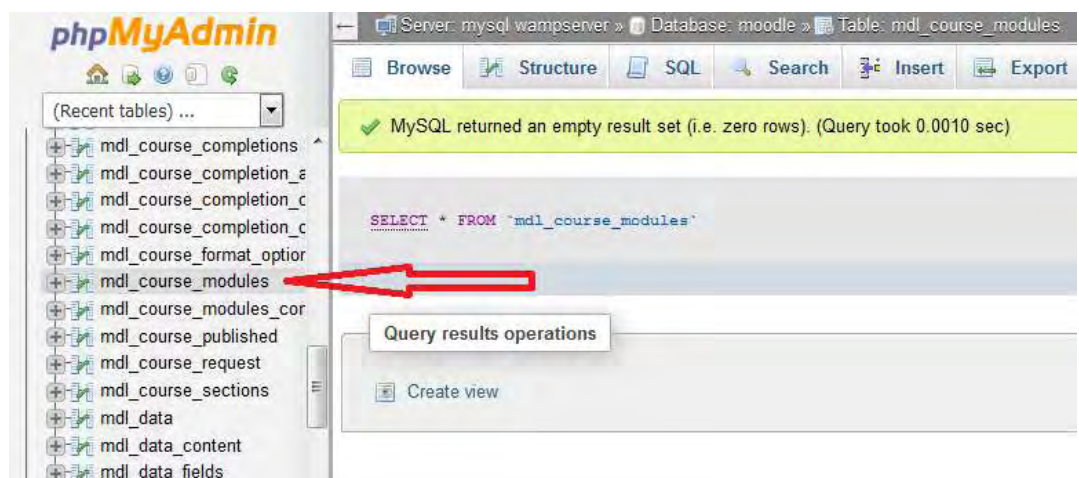 phpMyAdmin
(Recent tables) ...
mdl_course_completions
mdl_course_completion_a
mdl_course_completion_c
mdl_course_completion_c
mdl_course_format_option
mdl_course_modules
mdl_course_modules_con
mdl_course_published
mdl_course_request
mdl_course_sections
mdl_data
mdl_data_content
mdl_data_fields
Server: mysql wampserver » Database: moodle » Table: mdl_course_modules
Browse Structure SQL Search Insert Export
MySQL returned an empty result set (i.e. zero rows). (Query took 0.0010 sec)
SELECT * FROM `mdl_course_modules`
Query results operations
Create view